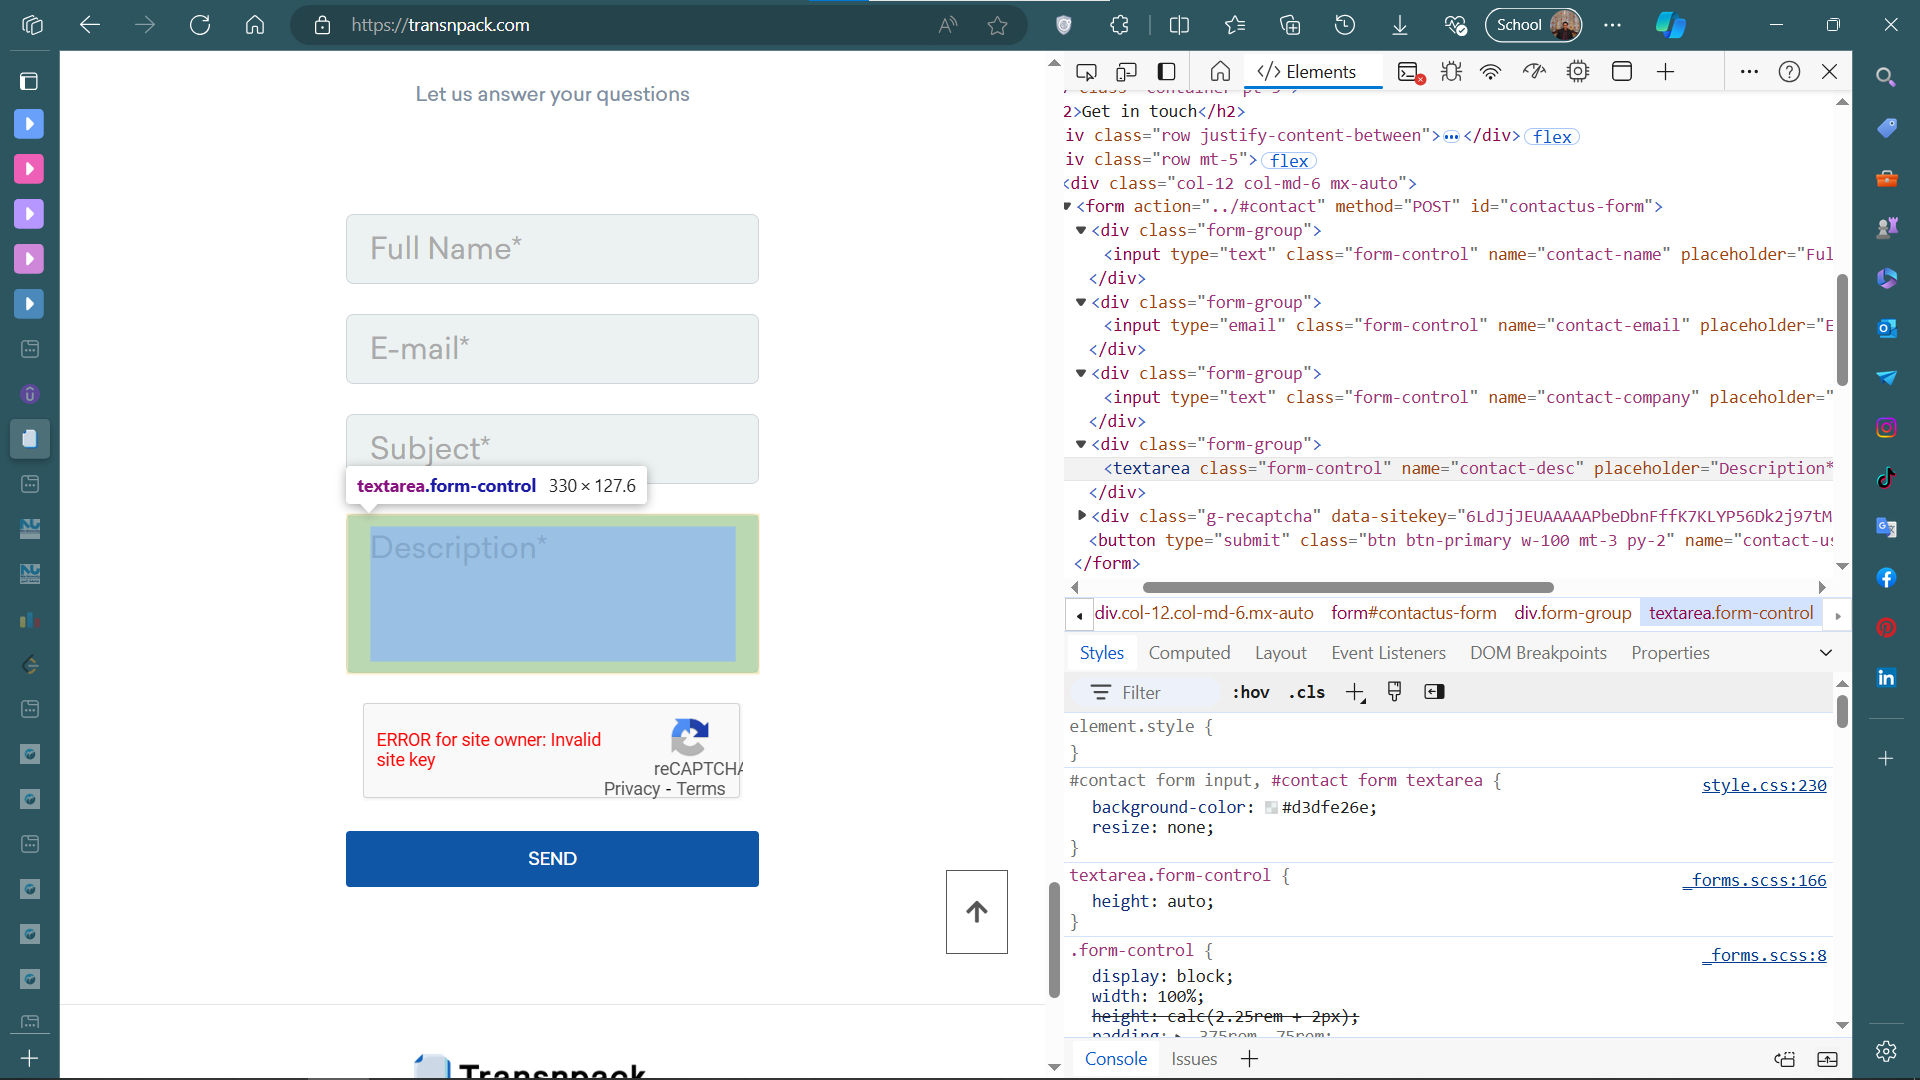 https://transnpack.com
School
Let us answer your questions
Full Name*
E-mail*
Subject*
textarea.form-control 330 × 127.6
Description*
ERROR for site owner: Invalid
site key
reCAPTCHA
Privacy - Terms
SEND
Transnpack
Elements
2>Get in touch</h2>
iv class="row justify-content-between"></div> flex
iv class="row mt-5"> flex
<div class="col-12 col-md-6 mx-auto">
<form action="../#contact" method="POST" id="contactus-form">
<div class="form-group">
<input type="text" class="form-control" name="contact-name" placeholder="Ful
</div>
<div class="form-group">
<input type="email" class="form-control" name="contact-email" placeholder="E
</div>
<div class="form-group">
<input type="text" class="form-control" name="contact-company" placeholder="
</div>
<div class="form-group">
<textarea class="form-control" name="contact-desc" placeholder="Description*
</div>
<div class="g-recaptcha" data-sitekey="6LdJjJEUAAAAAPbeDbnFffK7KLYP56Dk2j97tM
<button type="submit" class="btn btn-primary w-100 mt-3 py-2" name="contact-us
</form>
div.col-12.col-md-6.mx-auto form#contactus-form div.form-group textarea.form-control
Styles Computed Layout Event Listeners DOM Breakpoints Properties
Filter :hov .cls
element.style {
}
#contact form input, #contact form textarea { style.css:230
background-color: #d3dfe26e;
resize: none;
}
textarea.form-control { _forms.scss:166
height: auto;
}
.form-control { _forms.scss:8
display: block;
width: 100%;
height: calc(2.25rem + 2px);
padding: .375rem .75rem;
Console Issues